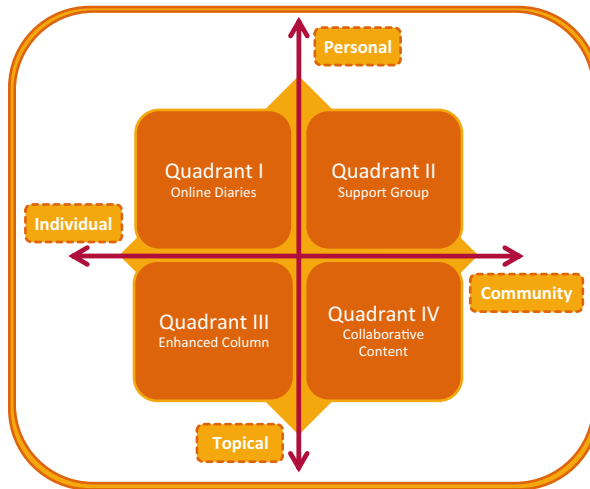 Personal
Quadrant I
Online Diaries
Quadrant II
Support Group
Individual
Community
Quadrant III
Enhanced Column
Quadrant IV
Collaborative
Content
Topical